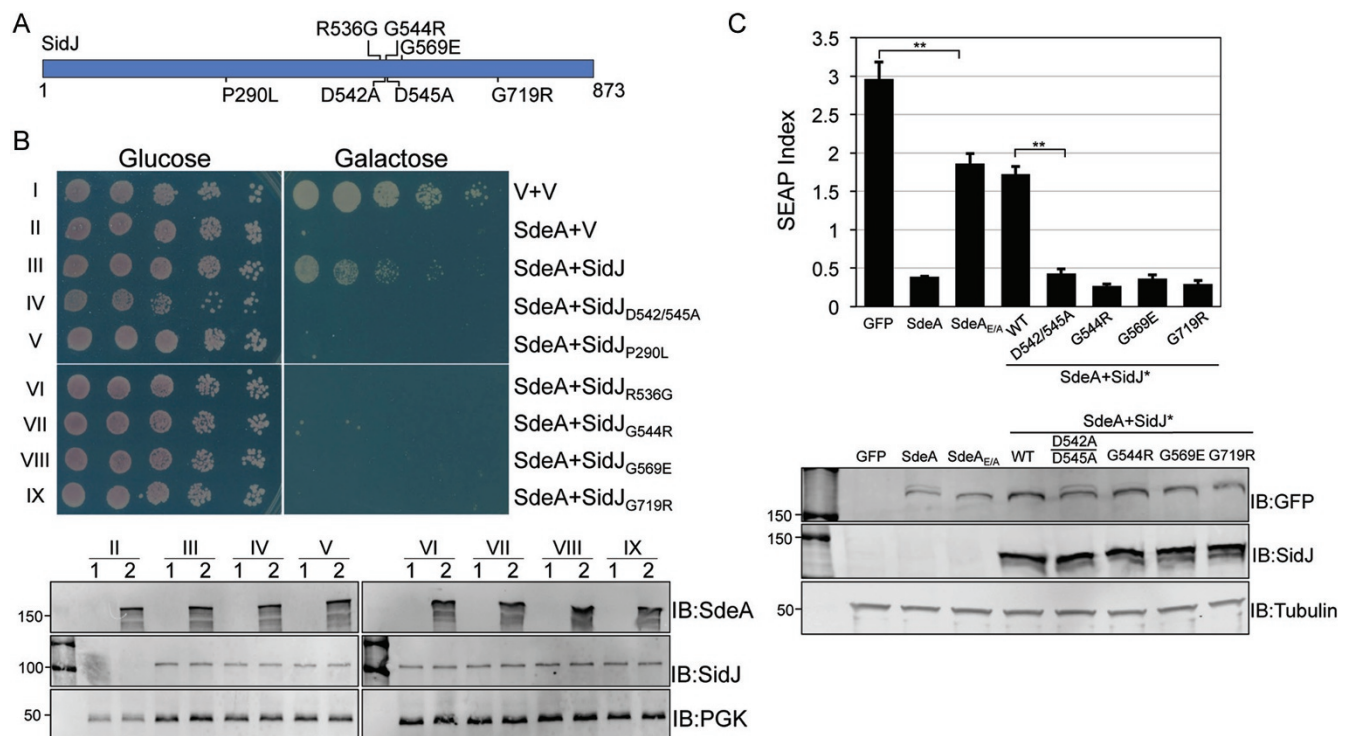 A
SidJ
R536G G544R
G569E
1 P290L D542A D545A G719R 873
B
Glucose Galactose
I V+V
II SdeA+V
III SdeA+SidJ
IV SdeA+SidJD542/545A
V SdeA+SidJP290L
VI SdeA+SidJR536G
VII SdeA+SidJG544R
VIII SdeA+SidJG569E
IX SdeA+SidJG719R
II III IV V VI VII VIII IX
1 2 1 2 1 2 1 2 1 2 1 2 1 2 1 2
150 IB:SdeA
100 IB:SidJ
50 IB:PGK
C
SEAP Index
3.5
3
2.5
2
1.5
1
0.5
0
**
**
GFP SdeA SdeAE/A WT D542/545A G544R G569E G719R
SdeA+SidJ*
SdeA+SidJ*
GFP SdeA SdeAE/A WT D542A D545A G544R G569E G719R
150 IB:GFP
150 IB:SidJ
50 IB:Tubulin